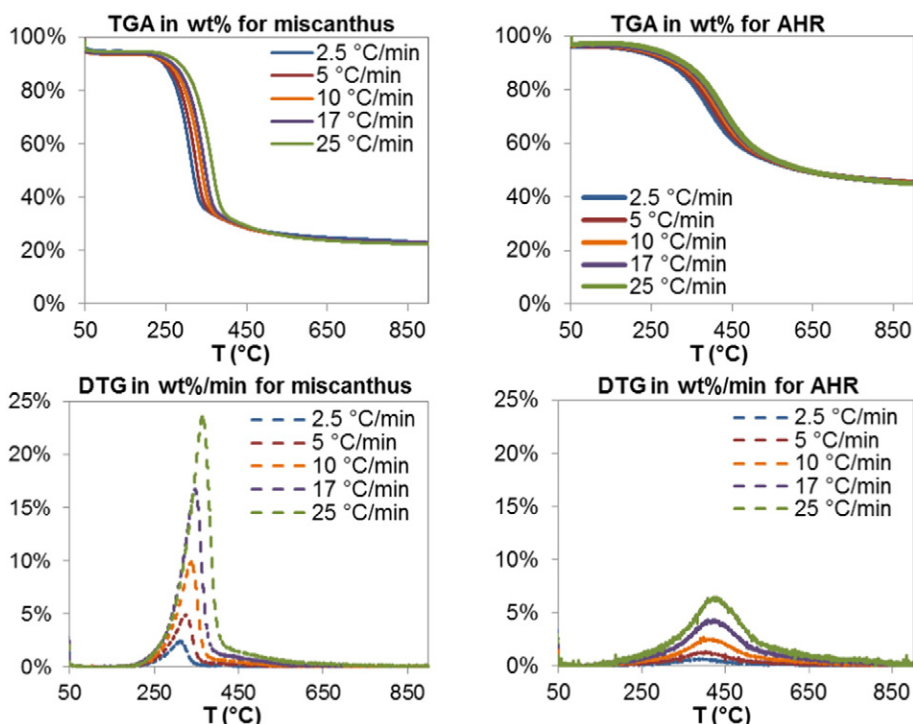 TGA in wt% for miscanthus
100%
80%
60%
40%
20%
0%
2.5 °C/min
5 °C/min
10 °C/min
17 °C/min
25 °C/min
50 250 450 650 850
T (°C)
TGA in wt% for AHR
100%
80%
60%
40%
20%
0%
2.5 °C/min
5 °C/min
10 °C/min
17 °C/min
25 °C/min
50 250 450 650 850
T (°C)
DTG in wt%/min for miscanthus
25%
20%
15%
10%
5%
0%
2.5 °C/min
5 °C/min
10 °C/min
17 °C/min
25 °C/min
50 250 450 650 850
T (°C)
DTG in wt%/min for AHR
25%
20%
15%
10%
5%
0%
2.5 °C/min
5 °C/min
10 °C/min
17 °C/min
25 °C/min
50 250 450 650 850
T (°C)